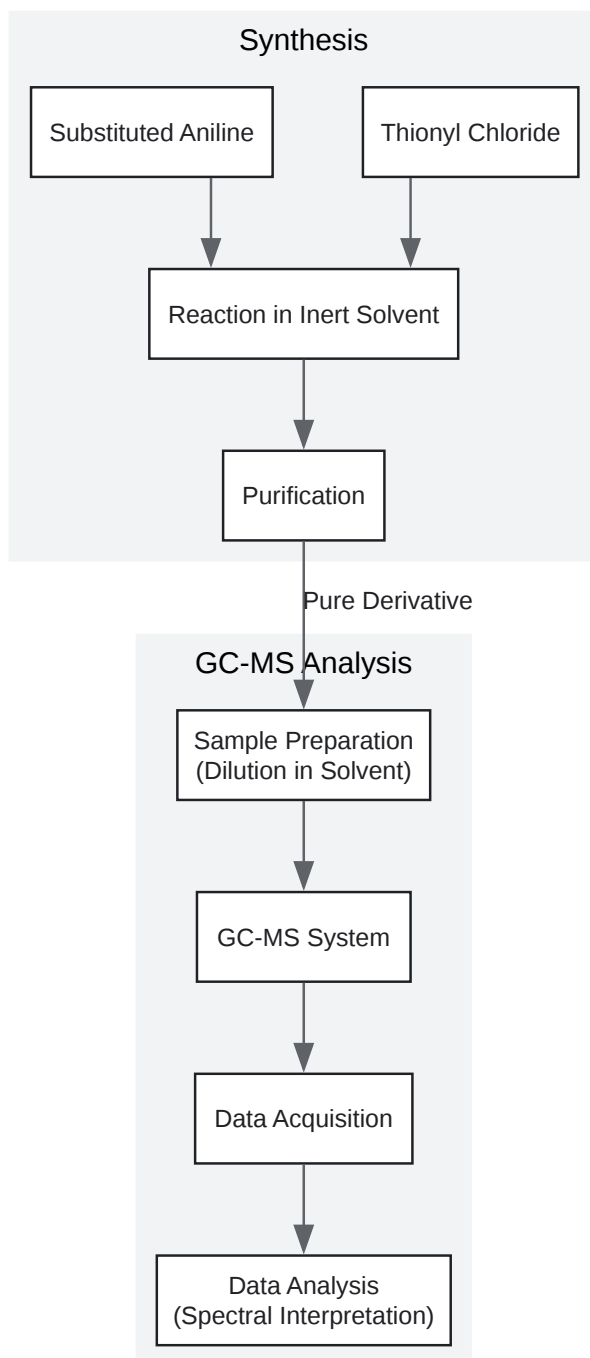 Synthesis
Substituted Aniline
Thionyl Chloride
Reaction in Inert Solvent
Purification
Pure Derivative
GC-MS Analysis
Sample Preparation
(Dilution in Solvent)
GC-MS System
Data Acquisition
Data Analysis
(Spectral Interpretation)